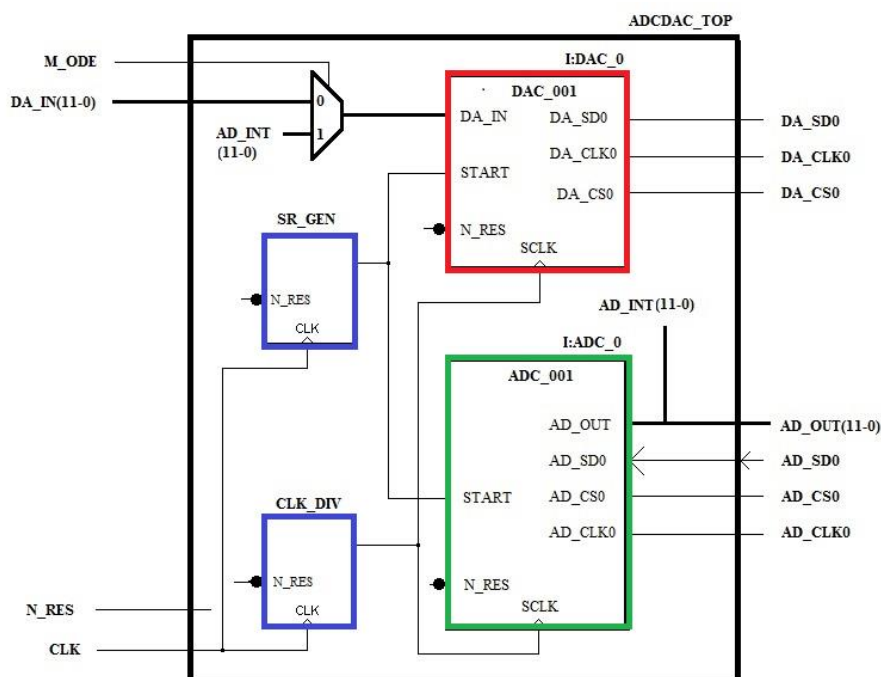 ADCDAC_TOP
M_ODE
I:DAC_0
DAC_001
DA_IN(11-0)
0
DA_IN
DA_SD0
DA_SD0
AD_INT
(11-0)
1
DA_CLK0
DA_CLK0
START
DA_CS0
DA_CS0
SR_GEN
N_RES
SCLK
N_RES
CLK
AD_INT(11-0)
I:ADC_0
ADC_001
AD_OUT
AD_OUT(11-0)
AD_SD0
AD_SD0
START
AD_CS0
AD_CS0
CLK_DIV
AD_CLK0
AD_CLK0
N_RES
N_RES
N_RES
CLK
SCLK
CLK